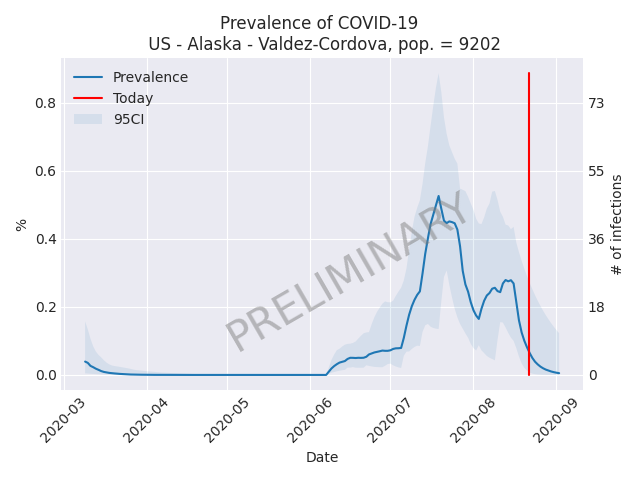 Prevalence of COVID-19
US - Alaska - Valdez-Cordova, pop. = 9202
Prevalence
Today
95CI
PRELIMINARY
%
0.8
0.6
0.4
0.2
0.0
# of infections
73
55
36
18
0
2020-03
2020-04
2020-05
2020-06
2020-07
2020-08
2020-09
Date